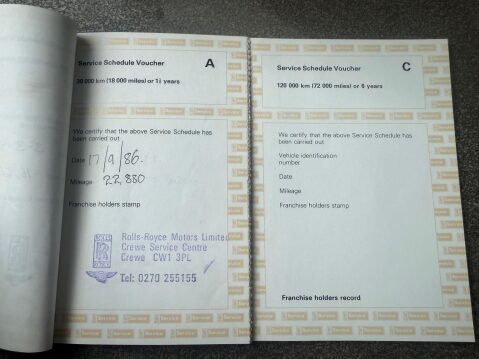 Service Schedule Voucher A
30 000 km (18 000 miles) or 1½ years
We certify that the above Service Schedule has
been carried out
Date 17/9/86.
Mileage 22,880
ROLLS
ROYCE
Rolls-Royce Motors Limited
Crewe Service Centre
Crewe CW1 3PL
Tel: 0270 255155
Service Schedule Voucher C
120 000 km (72 000 miles) or 6 years
We certify that the above Service Schedule has
been carried out
Vehicle identification
number
Date
Mileage
Franchise holders stamp
Franchise holders record